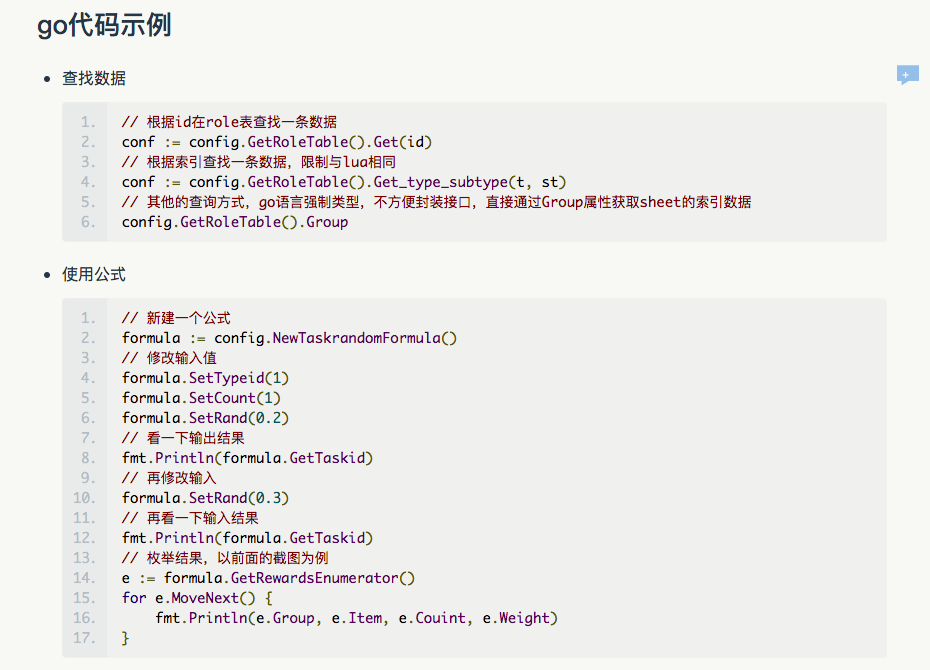 go代码示例
查找数据
1. // 根据id在role表查找一条数据
2. conf := config.GetRoleTable().Get(id)
3. // 根据索引查找一条数据，限制与lua相同
4. conf := config.GetRoleTable().Get_type_subtype(t, st)
5. // 其他的查询方式，go语言强制类型，不方便封装接口，直接通过Group属性获取sheet的索引数据
6. config.GetRoleTable().Group
使用公式
1. // 新建一个公式
2. formula := config.NewTaskrandomFormula()
3. // 修改输入值
4. formula.SetTypeid(1)
5. formula.SetCount(1)
6. formula.SetRand(0.2)
7. // 看一下输出结果
8. fmt.Println(formula.GetTaskid)
9. // 再修改输入
10. formula.SetRand(0.3)
11. // 再看一下输入结果
12. fmt.Println(formula.GetTaskid)
13. // 枚举结果，以前面的截图为例
14. e := formula.GetRewardsEnumerator()
15. for e.MoveNext() {
16.     fmt.Println(e.Group, e.Item, e.Couint, e.Weight)
17. }